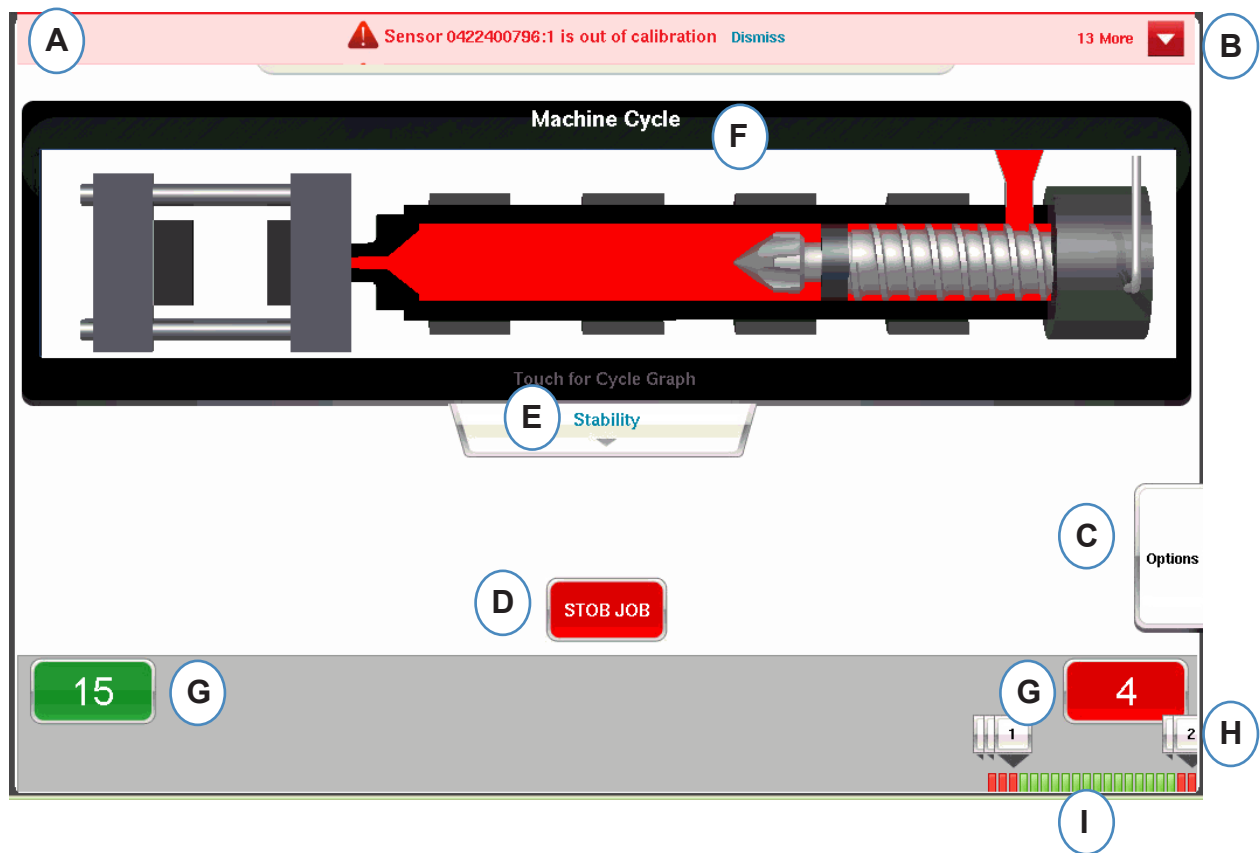 A
Sensor 0422400796:1 is out of calibration Dismiss
13 More
B
Machine Cycle
F
Touch for Cycle Graph
E
Stability
C
Options
D
STOB JOB
15
G
G
4
1
2
H
I